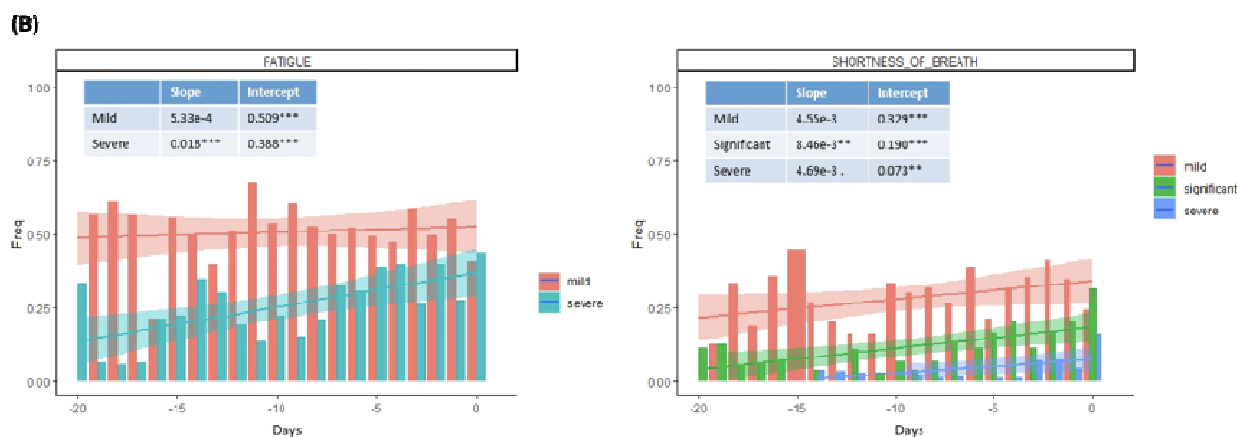 (B)
FATIGUE
Slope Intercept
Mild 5.33e-4 0.509***
Severe 0.018*** 0.388***
1.00
0.75
0.50
0.25
0.00
Freq
-20 -15 -10 -5 0
Days
mild
severe
SHORTNESS_OF_BREATH
Slope Intercept
Mild 4.55e-3 0.329***
Significant 8.46e-3** 0.190***
Severe 4.69e-3 . 0.073**
1.00
0.75
0.50
0.25
0.00
Freq
-20 -15 -10 -5 0
Days
mild
significant
severe